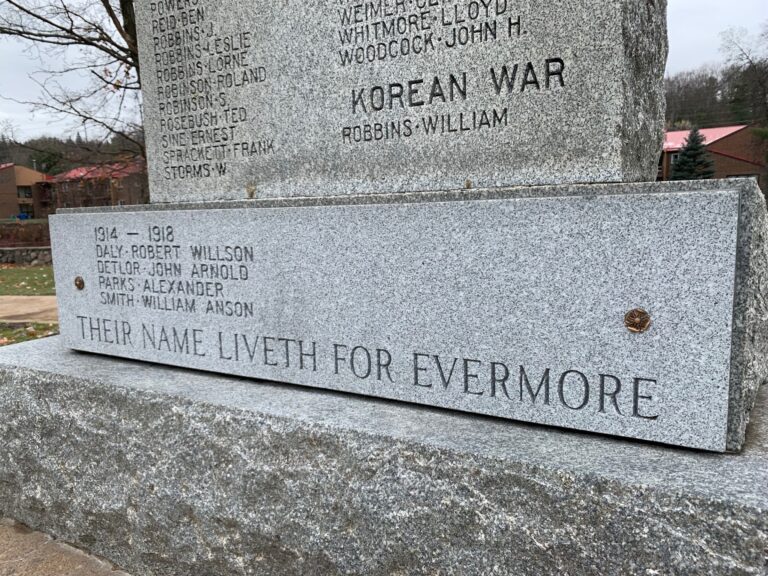 POWERS
REID·BEN
ROBBINS·J.
ROBBINS·LESLIE
ROBBINS·LORNE
ROBINSON·ROLAND
ROBINSON·S.
ROSEBUSH·TED
SINE·ERNEST
SPRACKETT·FRANK
STORMS·W.
WEIMER·
WHITMORE·LLOYD
WOODCOCK·JOHN H.
KOREAN WAR
ROBBINS·WILLIAM
1914 — 1918
DALY·ROBERT WILLSON
DETLOR·JOHN ARNOLD
PARKS·ALEXANDER
SMITH·WILLIAM ANSON
THEIR NAME LIVETH FOR EVERMORE